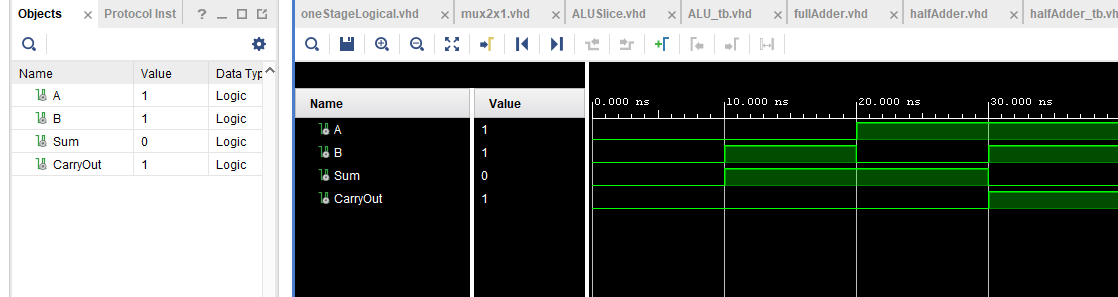 Objects × Protocol Inst ?
Name Value Data Typ
A 1 Logic
B 1 Logic
Sum 0 Logic
CarryOut 1 Logic
oneStageLogical.vhd × mux2x1.vhd × ALUSlice.vhd × ALU_tb.vhd × fullAdder.vhd × halfAdder.vhd × halfAdder_tb.vh
Name Value
A 1
B 1
Sum 0
CarryOut 1
0.000 ns 10.000 ns 20.000 ns 30.000 ns